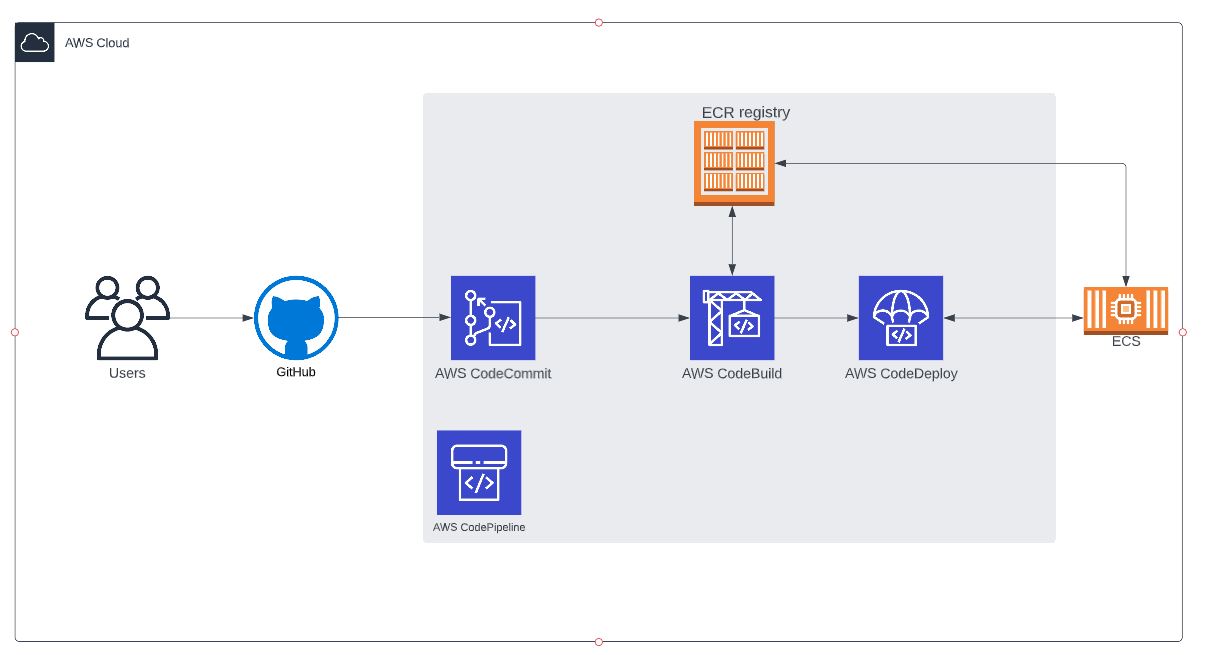 AWS Cloud
ECR registry
Users
GitHub
AWS CodeCommit
AWS CodeBuild
AWS CodeDeploy
ECS
AWS CodePipeline